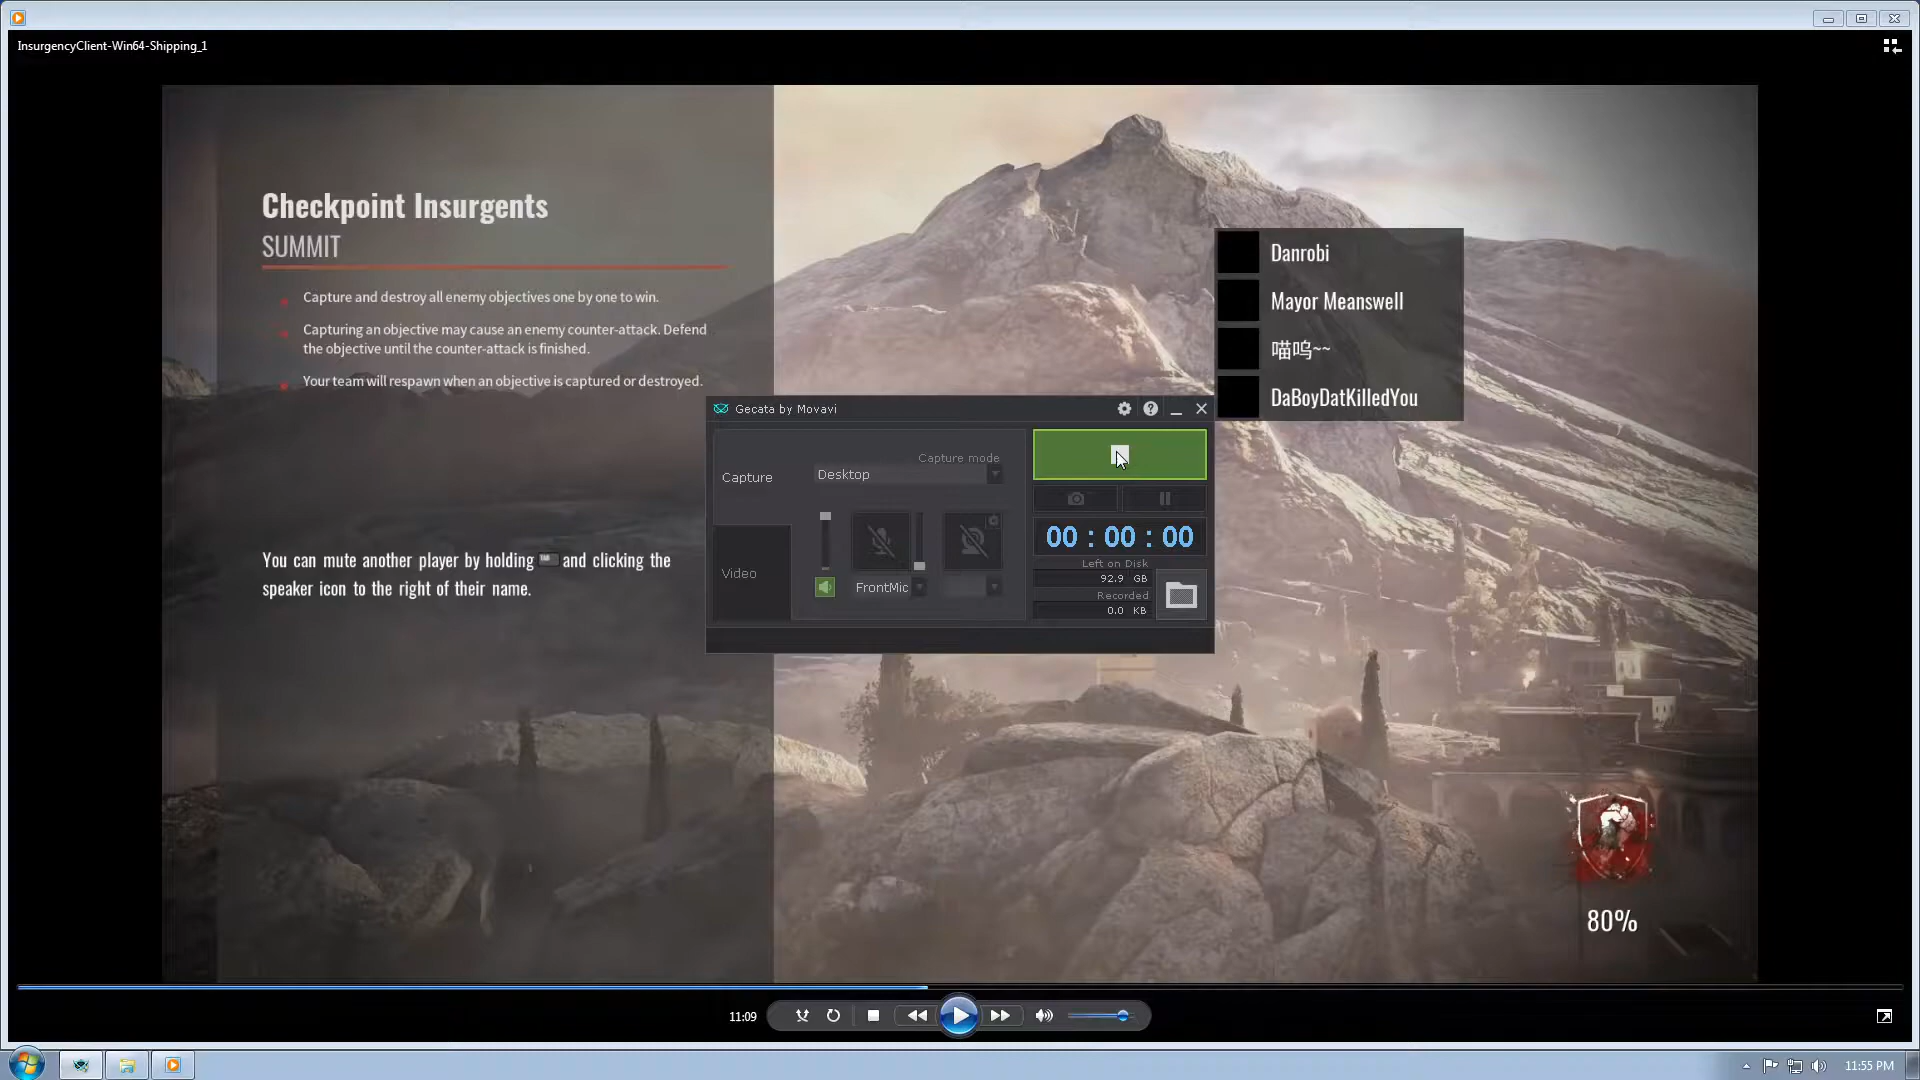 InsurgencyClient-Win64-Shipping_1
Checkpoint Insurgents
SUMMIT
Capture and destroy all enemy objectives one by one to win.
Capturing an objective may cause an enemy counter-attack. Defend
the objective until the counter-attack is finished.
Your team will respawn when an objective is captured or destroyed.
You can mute another player by holding and clicking the
speaker icon to the right of their name.
Danrobi
Mayor Meanswell
喵呜~~
DaBoyDatKilledYou
Gecata by Movavi
Capture
Capture mode
Desktop
Video
FrontMic
00 : 00 : 00
Left on Disk
92.9 GB
Recorded
0.0 KB
80%
11:09
11:55 PM